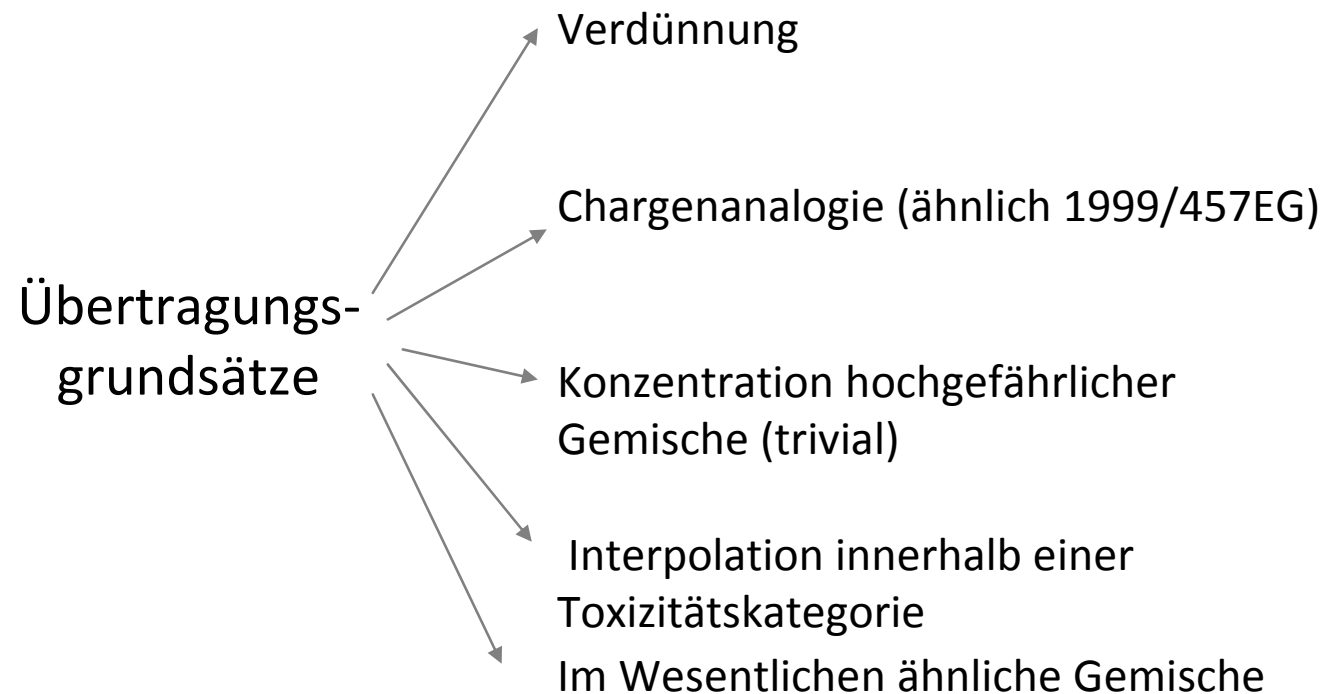 Verdünnung
Chargenanalogie (ähnlich 1999/457EG)
Übertragungs-
grundsätze
Konzentration hochgefährlicher
Gemische (trivial)
Interpolation innerhalb einer
Toxizitätskategorie
Im Wesentlichen ähnliche Gemische